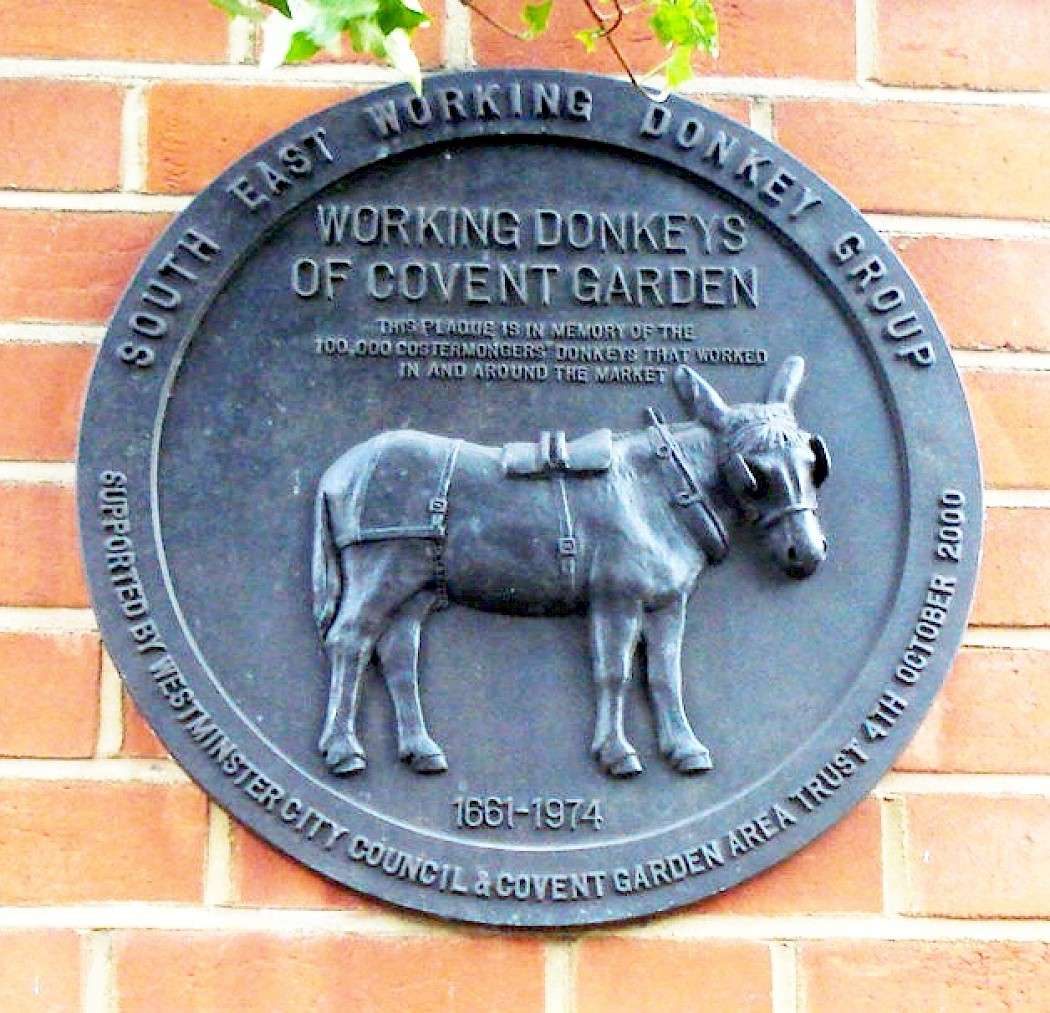 SOUTH EAST WORKING DONKEY GROUP
WORKING DONKEYS
OF COVENT GARDEN
THIS PLAQUE IS IN MEMORY OF THE
100,000 COSTERMONGERS' DONKEYS THAT WORKED
IN AND AROUND THE MARKET
1661-1974
SUPPORTED BY WESTMINSTER CITY COUNCIL & COVENT GARDEN AREA TRUST 4TH OCTOBER 2000